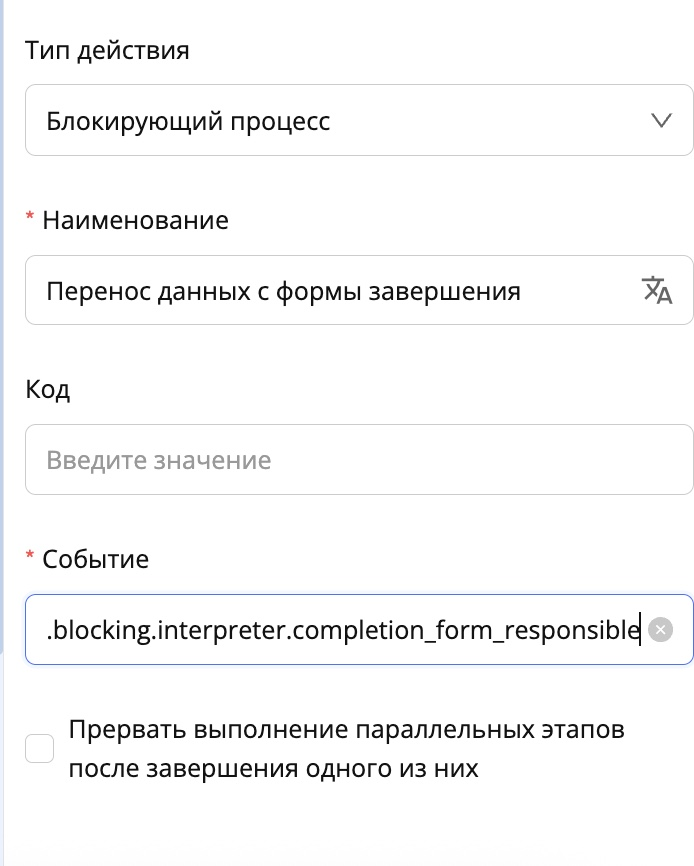 Тип действия
Блокирующий процесс
* Наименование
Перенос данных с формы завершения
Код
Введите значение
* Событие
.blocking.interpreter.completion_form_responsible
Прервать выполнение параллельных этапов
после завершения одного из них